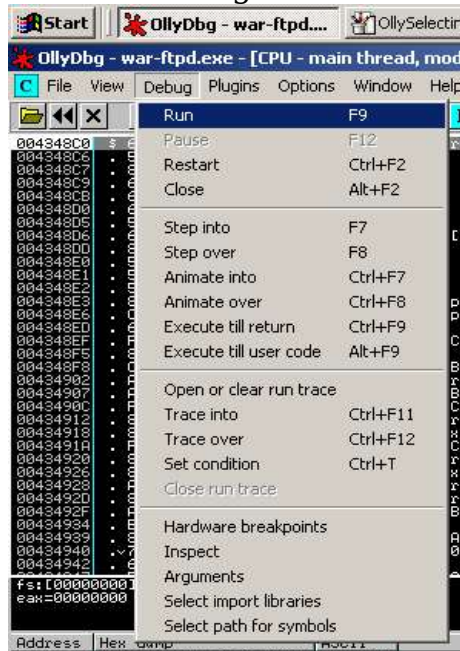 Start
OllyDbg - war-ftpd....
OllySelectin
OllyDbg - war-ftpd.exe - [CPU - main thread, mod
C File View Debug Plugins Options Window Help
Run F9
Pause F12
Restart Ctrl+F2
Close Alt+F2
Step into F7
Step over F8
Animate into Ctrl+F7
Animate over Ctrl+F8
Execute till return Ctrl+F9
Execute till user code Alt+F9
Open or clear run trace
Trace into Ctrl+F11
Trace over Ctrl+F12
Set condition Ctrl+T
Close run trace
Hardware breakpoints
Inspect
Arguments
Select import libraries
Select path for symbols
004348C0
004348C6
004348C7
004348C9
004348CB
004348D0
004348D5
004348D6
004348DD
004348E0
004348E1
004348E2
004348E3
004348E6
004348ED
004348EF
004348F5
004348F8
00434902
00434907
0043490C
00434912
00434918
0043491A
00434920
00434926
00434928
0043492D
0043492F
00434934
00434939
00434940
00434942
fs:[00000000]
eax=00000000
Address Hex dump ASCII